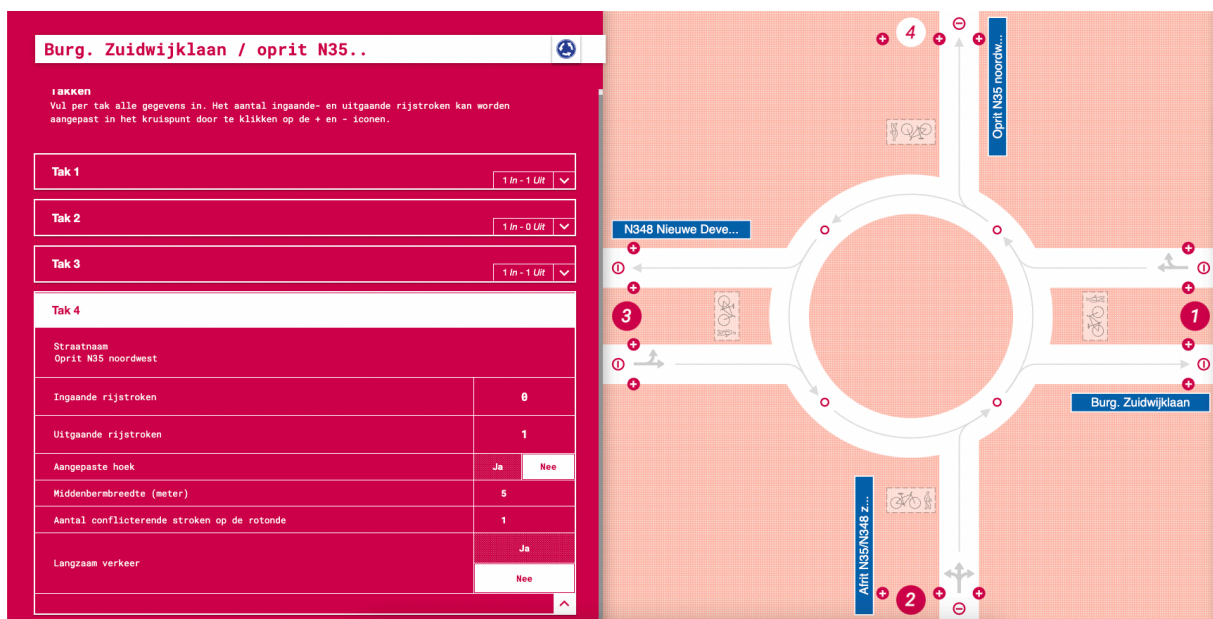 Burg. Zuidwijklaan / oprit N35..
Takken
Vul per tak alle gegevens in. Het aantal ingaande- en uitgaande rijstroken kan worden
aangepast in het kruispunt door te klikken op de + en - iconen.
Tak 1
1 In - 1 Uit
Tak 2
1 In - 0 Uit
Tak 3
1 In - 1 Uit
Tak 4
Straatnaam
Oprit N35 noordwest
Ingaande rijstroken
0
Uitgaande rijstroken
1
Aangepaste hoek
Ja
Nee
Middenbermbreedte (meter)
5
Aantal conflicterende stroken op de rotonde
1
Langzaam verkeer
Ja
Nee
4
Oprit N35 noordw...
N348 Nieuwe Deve...
3
1
Burg. Zuidwijklaan
Afrit N35/N348 z...
2